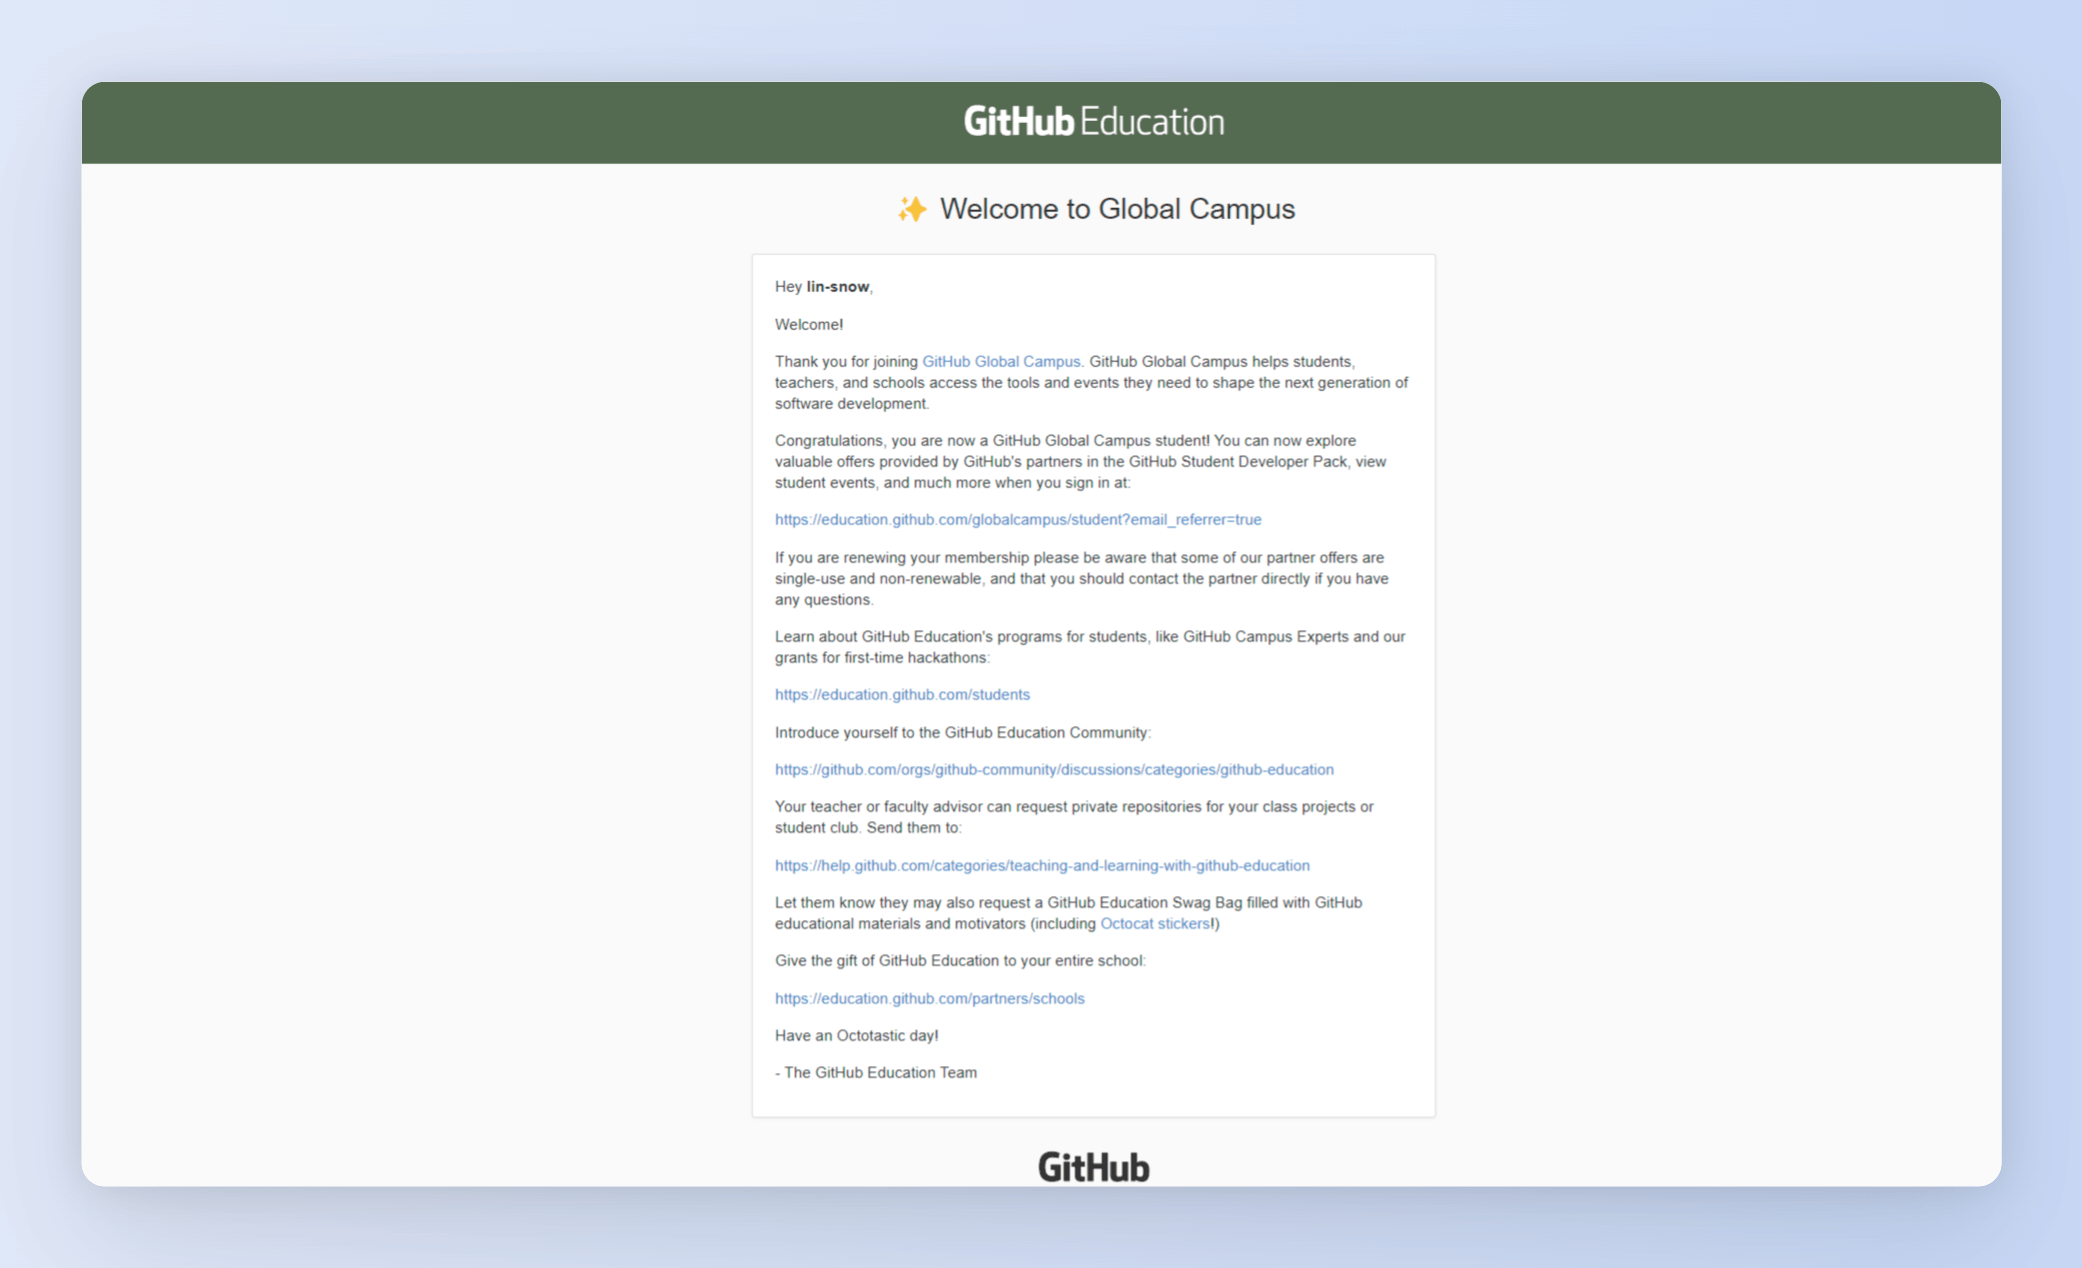 GitHub Education
✨ Welcome to Global Campus
Hey lin-snow,
Welcome!
Thank you for joining GitHub Global Campus. GitHub Global Campus helps students,
teachers, and schools access the tools and events they need to shape the next generation of
software development.
Congratulations, you are now a GitHub Global Campus student! You can now explore
valuable offers provided by GitHub's partners in the GitHub Student Developer Pack, view
student events, and much more when you sign in at:
https://education.github.com/globalcampus/student?email_referrer=true
If you are renewing your membership please be aware that some of our partner offers are
single-use and non-renewable, and that you should contact the partner directly if you have
any questions.
Learn about GitHub Education's programs for students, like GitHub Campus Experts and our
grants for first-time hackathons:
https://education.github.com/students
Introduce yourself to the GitHub Education Community:
https://github.com/orgs/github-community/discussions/categories/github-education
Your teacher or faculty advisor can request private repositories for your class projects or
student club. Send them to:
https://help.github.com/categories/teaching-and-learning-with-github-education
Let them know they may also request a GitHub Education Swag Bag filled with GitHub
educational materials and motivators (including Octocat stickers!)
Give the gift of GitHub Education to your entire school:
https://education.github.com/partners/schools
Have an Octotastic day!
- The GitHub Education Team
GitHub